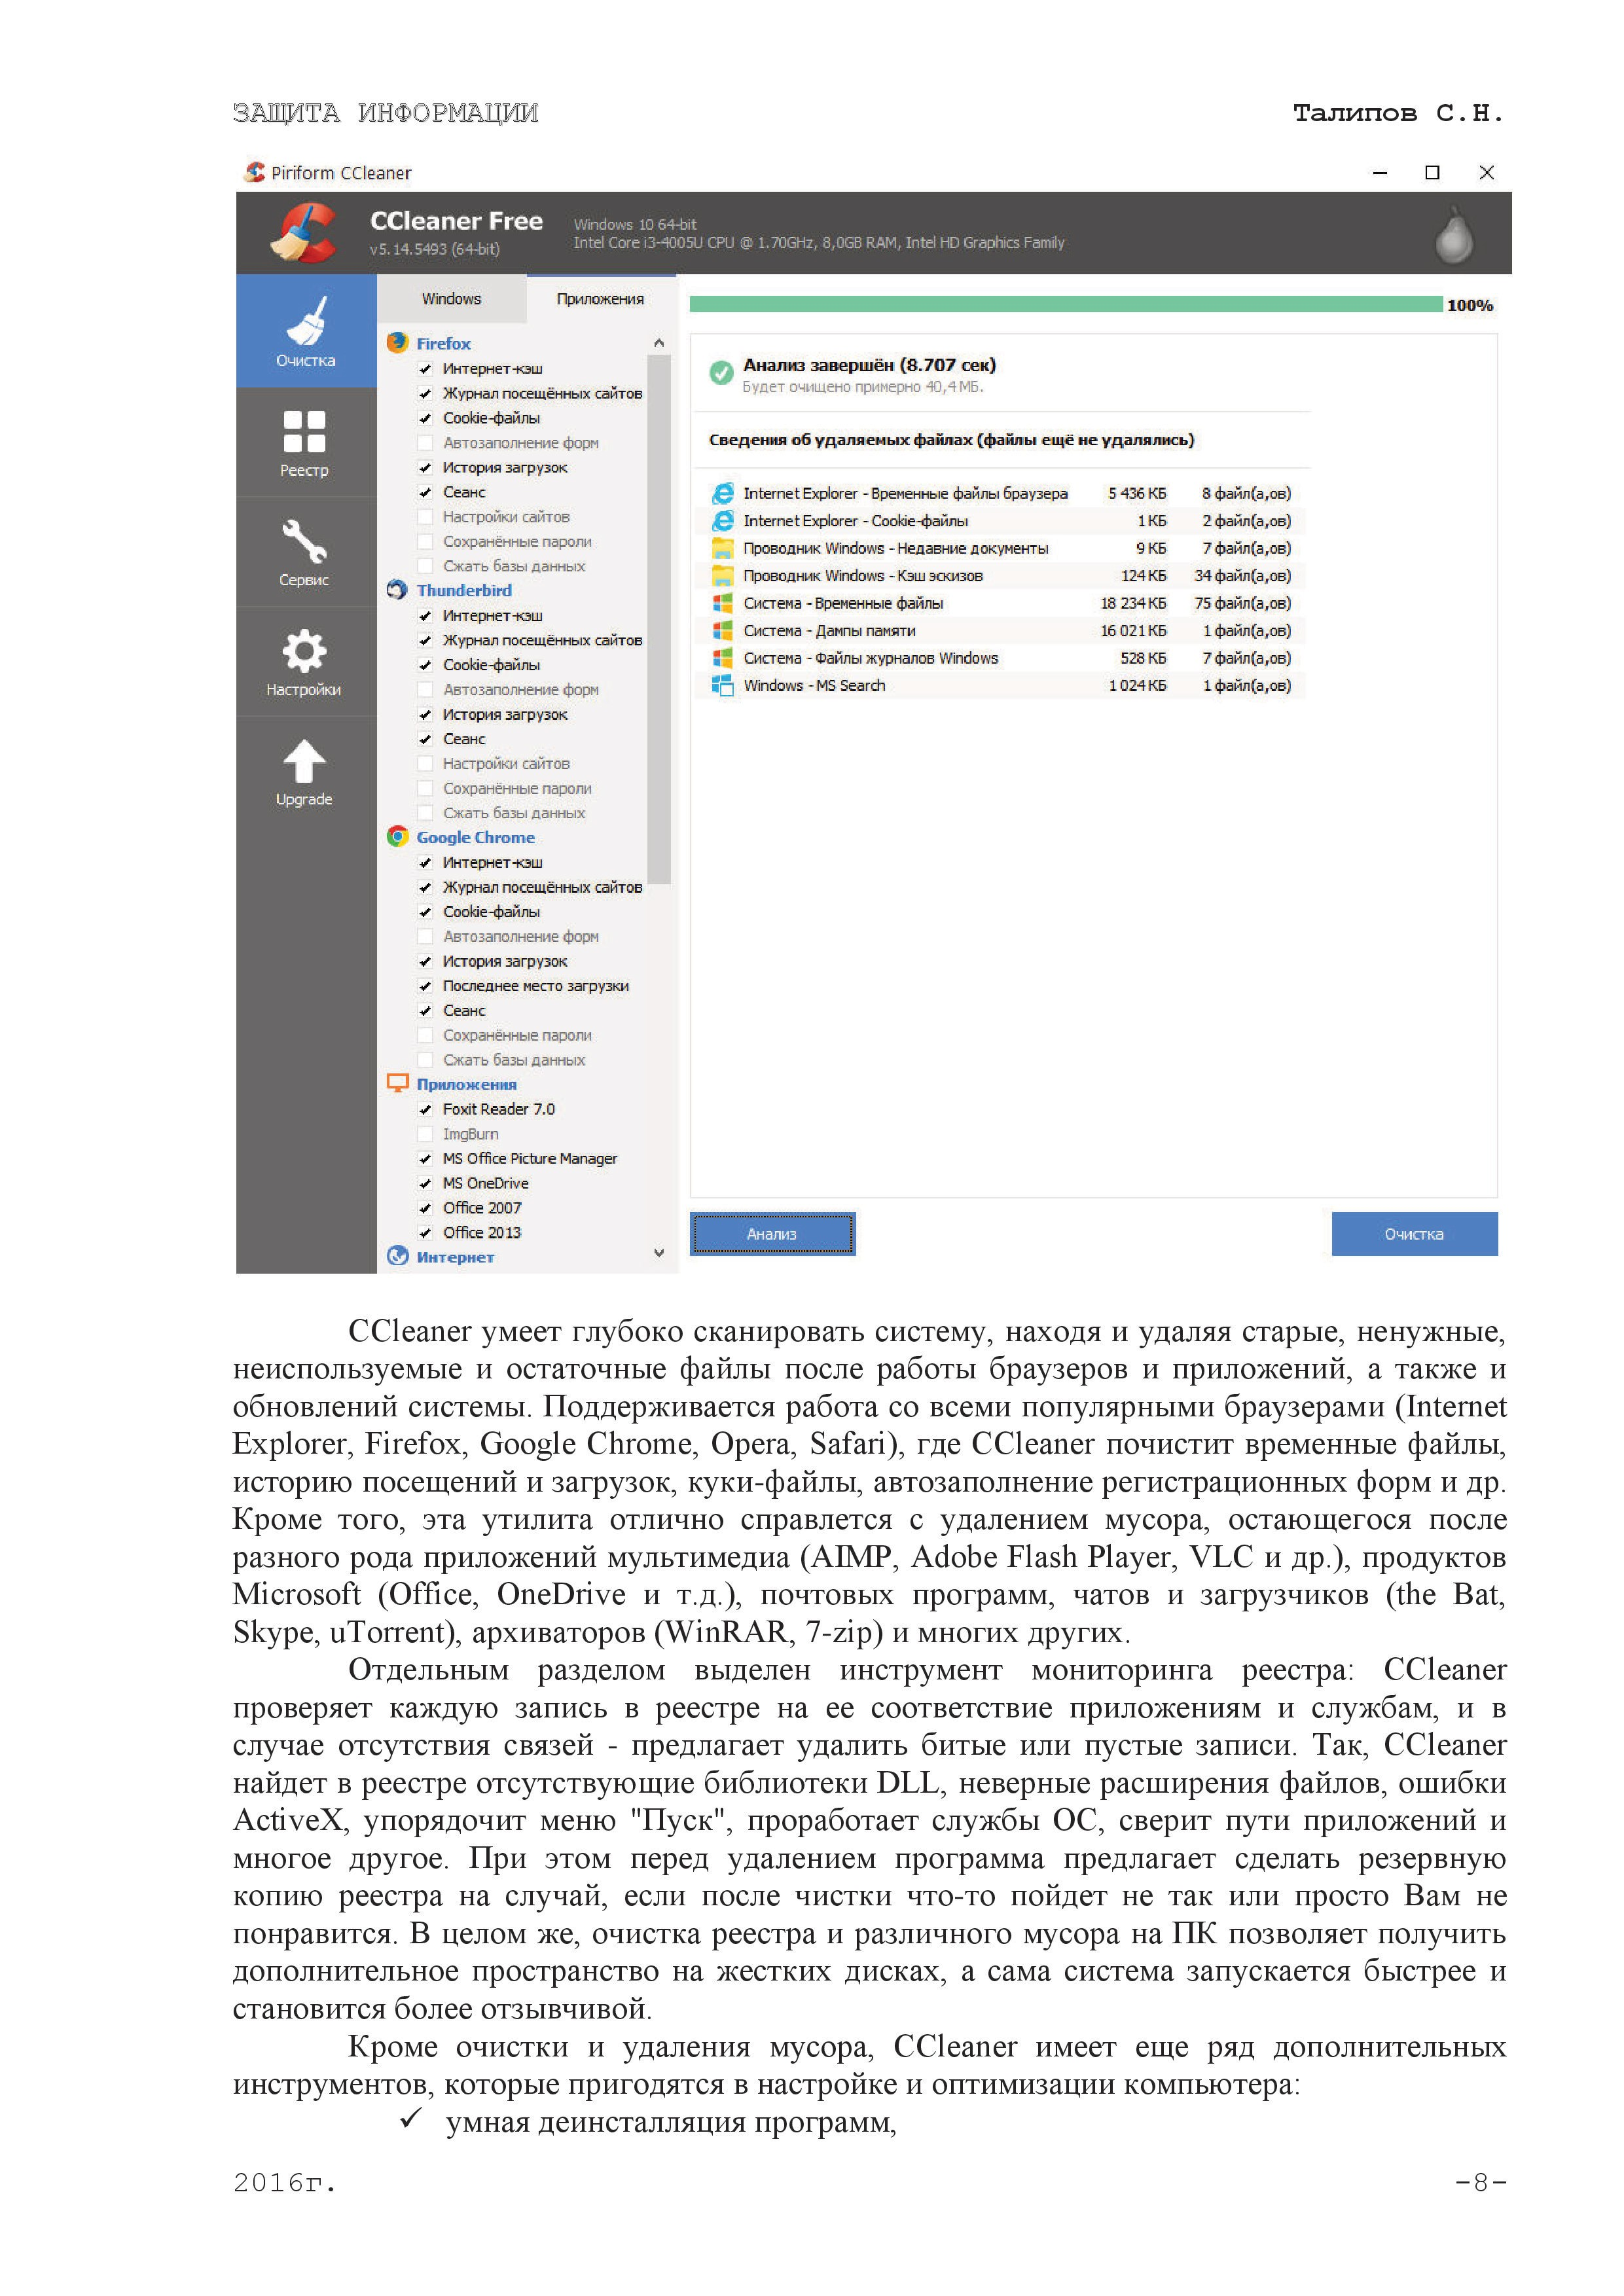 ЗАЩИТА ИНФОРМАЦИИ Талипов С.Н.
Piriform CCleaner
CCleaner Free
v5.14.5493 (64-bit)
Windows 10 64-bit
Intel Core i3-4005U CPU @ 1.70GHz, 8,0GB RAM, Intel HD Graphics Family
Очистка
Реестр
Сервис
Настройки
Upgrade
Windows Приложения
Firefox
Интернет-кэш
Журнал посещённых сайтов
Cookie-файлы
Автозаполнение форм
История загрузок
Сеанс
Настройки сайтов
Сохранённые пароли
Сжать базы данных
Thunderbird
Интернет-кэш
Журнал посещённых сайтов
Cookie-файлы
Автозаполнение форм
История загрузок
Сеанс
Настройки сайтов
Сохранённые пароли
Сжать базы данных
Google Chrome
Интернет-кэш
Журнал посещённых сайтов
Cookie-файлы
Автозаполнение форм
История загрузок
Последнее место загрузки
Сеанс
Сохранённые пароли
Сжать базы данных
Приложения
Foxit Reader 7.0
ImgBurn
MS Office Picture Manager
MS OneDrive
Office 2007
Office 2013
Интернет
100%
Анализ завершён (8.707 сек)
Будет очищено примерно 40,4 МБ.
Сведения об удаляемых файлах (файлы ещё не удалялись)
Internet Explorer - Временные файлы браузера 5 436 КБ 8 файл(а,ов)
Internet Explorer - Cookie-файлы 1 КБ 2 файл(а,ов)
Проводник Windows - Недавние документы 9 КБ 7 файл(а,ов)
Проводник Windows - Кэш эскизов 124 КБ 34 файл(а,ов)
Система - Временные файлы 18 234 КБ 75 файл(а,ов)
Система - Дампы памяти 16 021 КБ 1 файл(а,ов)
Система - Файлы журналов Windows 528 КБ 7 файл(а,ов)
Windows - MS Search 1 024 КБ 1 файл(а,ов)
Анализ Очистка
CCleaner умеет глубоко сканировать систему, находя и удаляя старые, ненужные,
неиспользуемые и остаточные файлы после работы браузеров и приложений, а также и
обновлений системы. Поддерживается работа со всеми популярными браузерами (Internet
Explorer, Firefox, Google Chrome, Opera, Safari), где CCleaner почистит временные файлы,
историю посещений и загрузок, куки-файлы, автозаполнение регистрационных форм и др.
Кроме того, эта утилита отлично справлется с удалением мусора, остающегося после
разного рода приложений мультимедиа (AIMP, Adobe Flash Player, VLC и др.), продуктов
Microsoft (Office, OneDrive и т.д.), почтовых программ, чатов и загрузчиков (the Bat,
Skype, uTorrent), архиваторов (WinRAR, 7-zip) и многих других.
Отдельным разделом выделен инструмент мониторинга реестра: CCleaner
проверяет каждую запись в реестре на ее соответствие приложениям и службам, и в
случае отсутствия связей - предлагает удалить битые или пустые записи. Так, CCleaner
найдет в реестре отсутствующие библиотеки DLL, неверные расширения файлов, ошибки
ActiveX, упорядочит меню "Пуск", проработает службы ОС, сверит пути приложений и
многое другое. При этом перед удалением программа предлагает сделать резервную
копию реестра на случай, если после чистки что-то пойдет не так или просто Вам не
понравится. В целом же, очистка реестра и различного мусора на ПК позволяет получить
дополнительное пространство на жестких дисках, а сама система запускается быстрее и
становится более отзывчивой.
Кроме очистки и удаления мусора, CCleaner имеет еще ряд дополнительных
инструментов, которые пригодятся в настройке и оптимизации компьютера:
✓ умная деинсталляция программ,
2016г. -8-